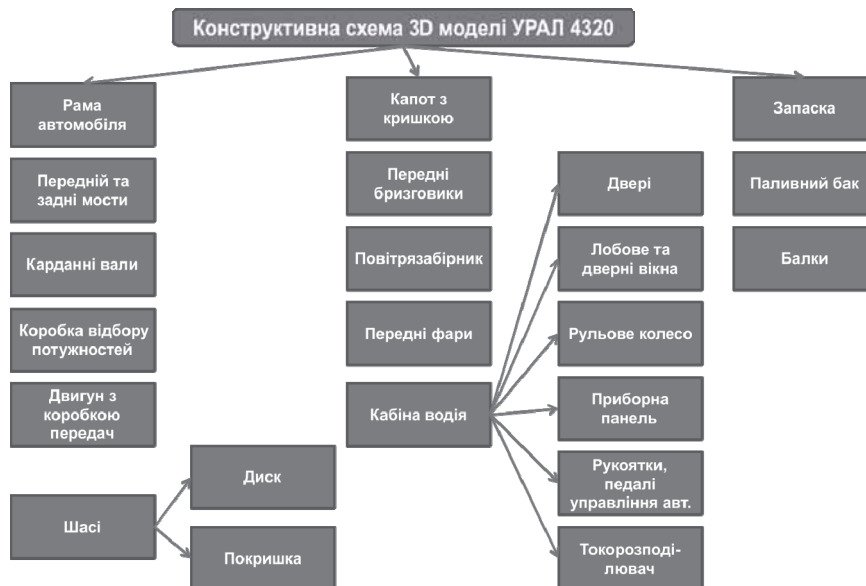 Конструктивна схема 3D моделі УРАЛ 4320
Рама
автомобіля
Передній та
задні мости
Карданні вали
Коробка відбору
потужностей
Двигун з
коробкою
передач
Шасі
Диск
Покришка
Капот з
кришкою
Передні
бризговики
Повітрязабірник
Передні фари
Кабіна водія
Двері
Лобове та
дверні вікна
Рульове колесо
Приборна
панель
Рукоятки,
педалі
управління авт.
Токорозподі-
лювач
Запаска
Паливний бак
Балки